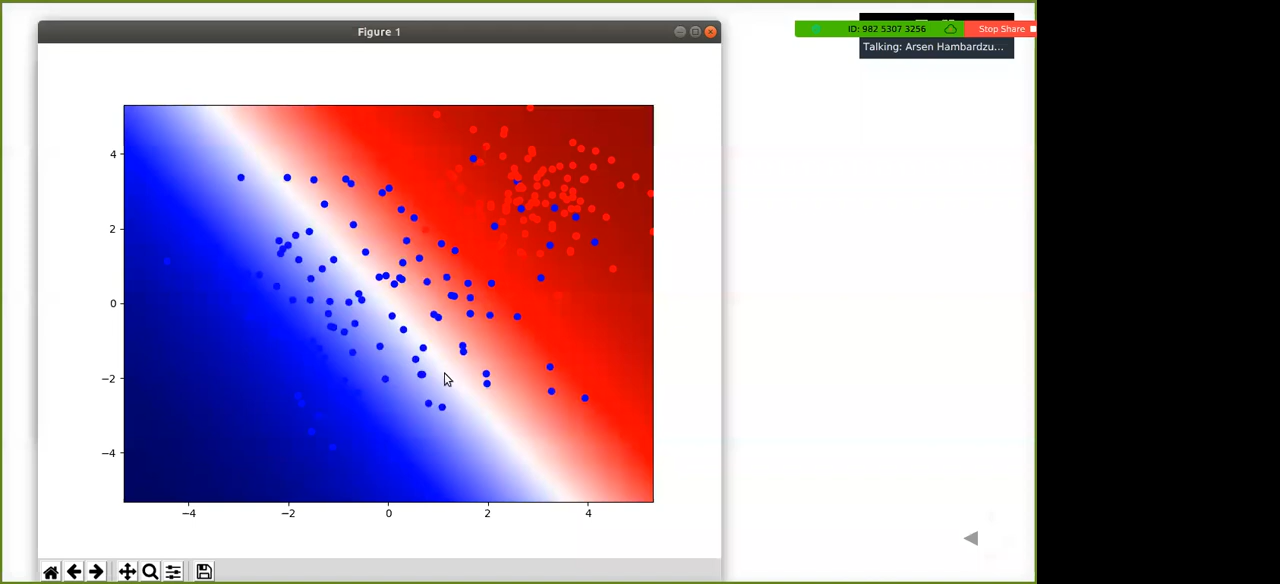 Figure 1
ID: 982 5307 3256
Stop Share
Talking: Arsen Hambardzu...
4
2
0
−2
−4
−4
−2
0
2
4